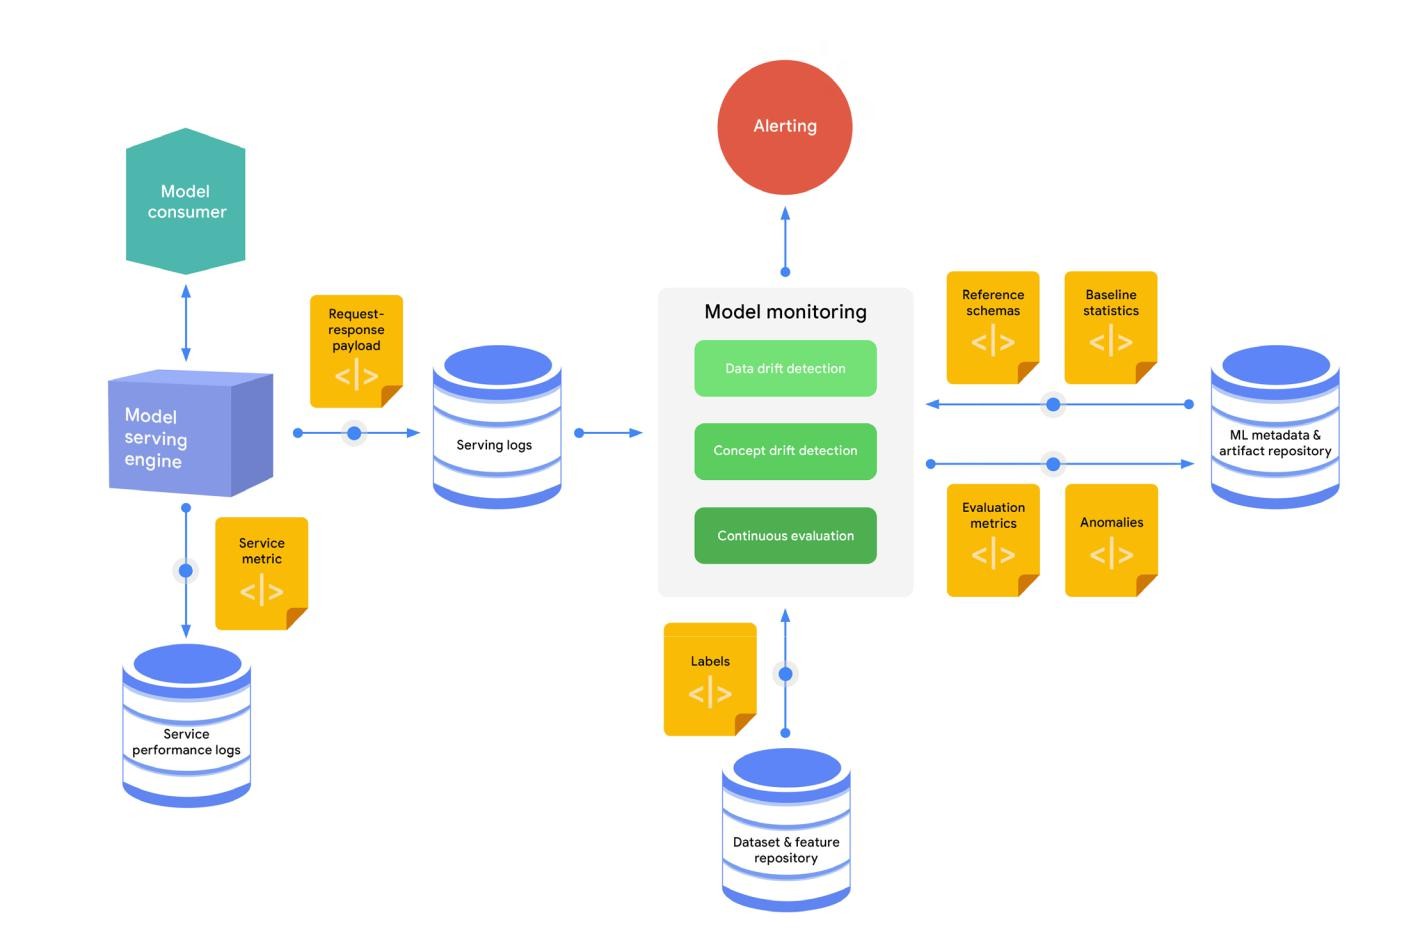 Alerting
Model
consumer
Request-
response
payload
</>
Model
serving
engine
Serving logs
Service
metric
</>
Service
performance logs
Model monitoring
Data drift detection
Concept drift detection
Continuous evaluation
Reference
schemas
</>
Baseline
statistics
</>
ML metadata &
artifact repository
Evaluation
metrics
</>
Anomalies
</>
Labels
</>
Dataset & feature
repository